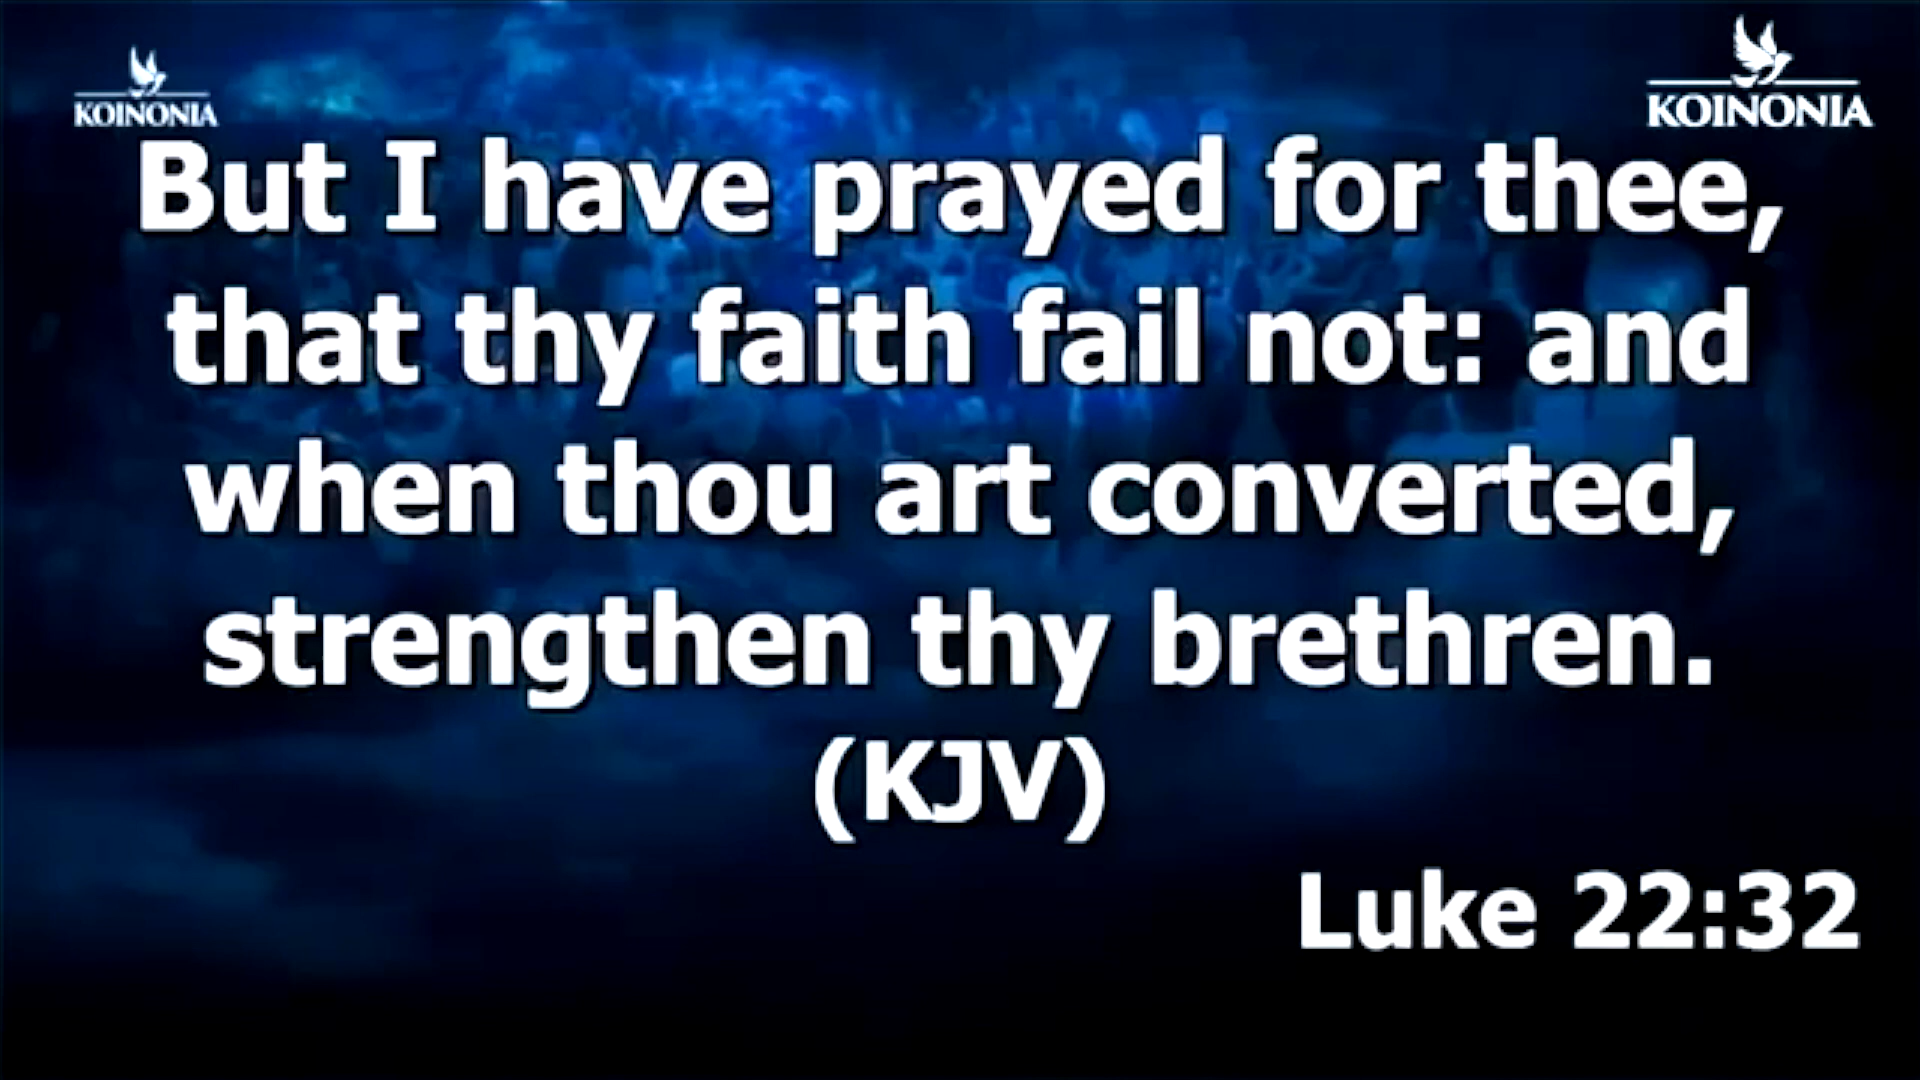 KOINONIA
KOINONIA
But I have prayed for thee,
that thy faith fail not: and
when thou art converted,
strengthen thy brethren.
(KJV)
Luke 22:32